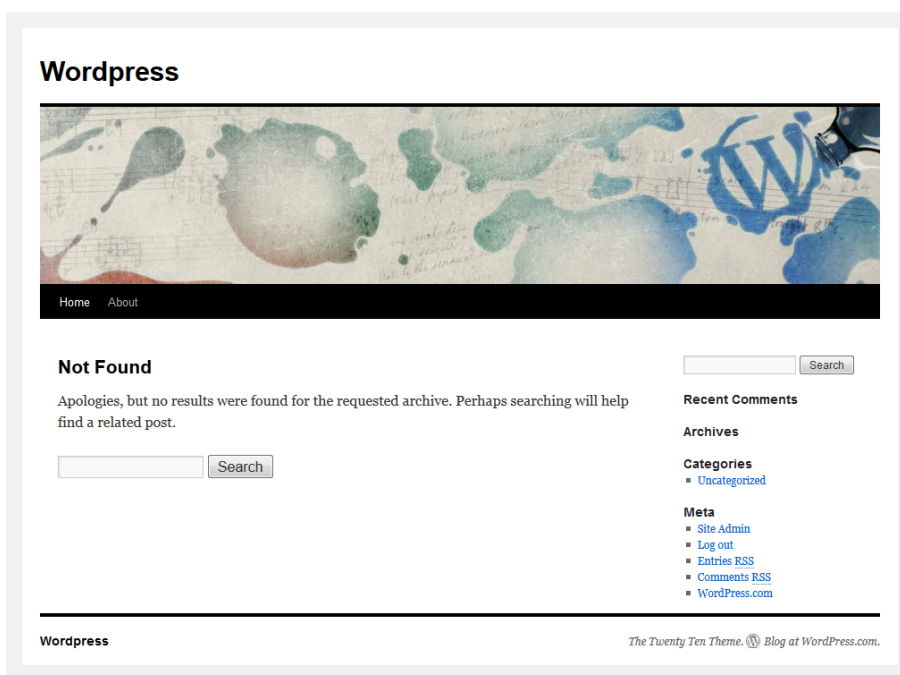 Wordpress
Home About
Not Found
Apologies, but no results were found for the requested archive. Perhaps searching will help
find a related post.
Search
Search
Recent Comments
Archives
Categories
Uncategorized
Meta
Site Admin
Log out
Entries RSS
Comments RSS
WordPress.com
Wordpress
The Twenty Ten Theme. Blog at WordPress.com.